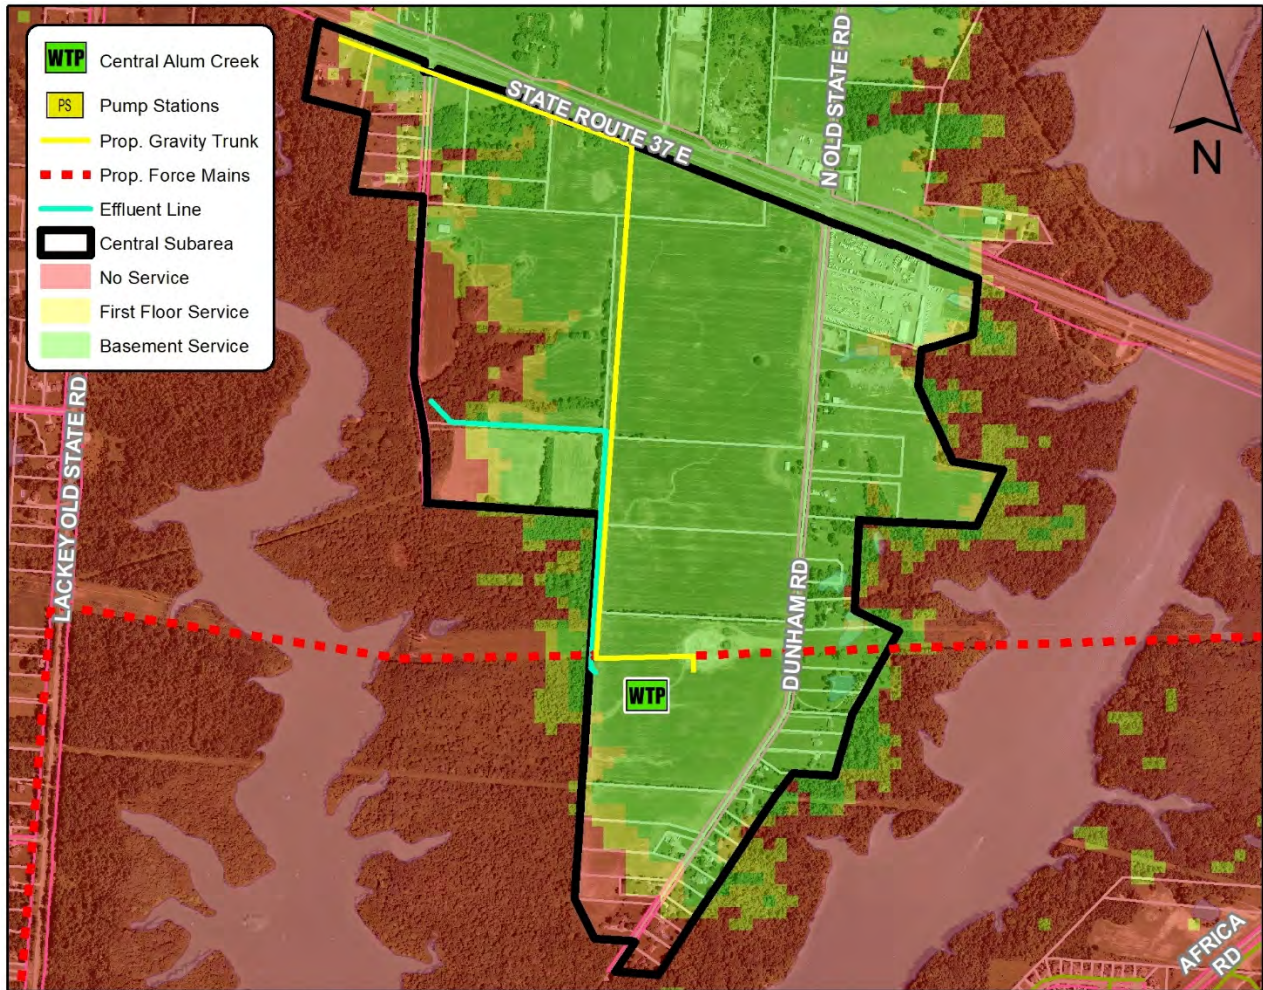 WTP Central Alum Creek
PS Pump Stations
Prop. Gravity Trunk
Prop. Force Mains
Effluent Line
Central Subarea
No Service
First Floor Service
Basement Service
STATE ROUTE 37 E
N OLD STATE RD
N
LACKEY OLD STATE RD
DUNHAM RD
WTP
AFRICA
RD